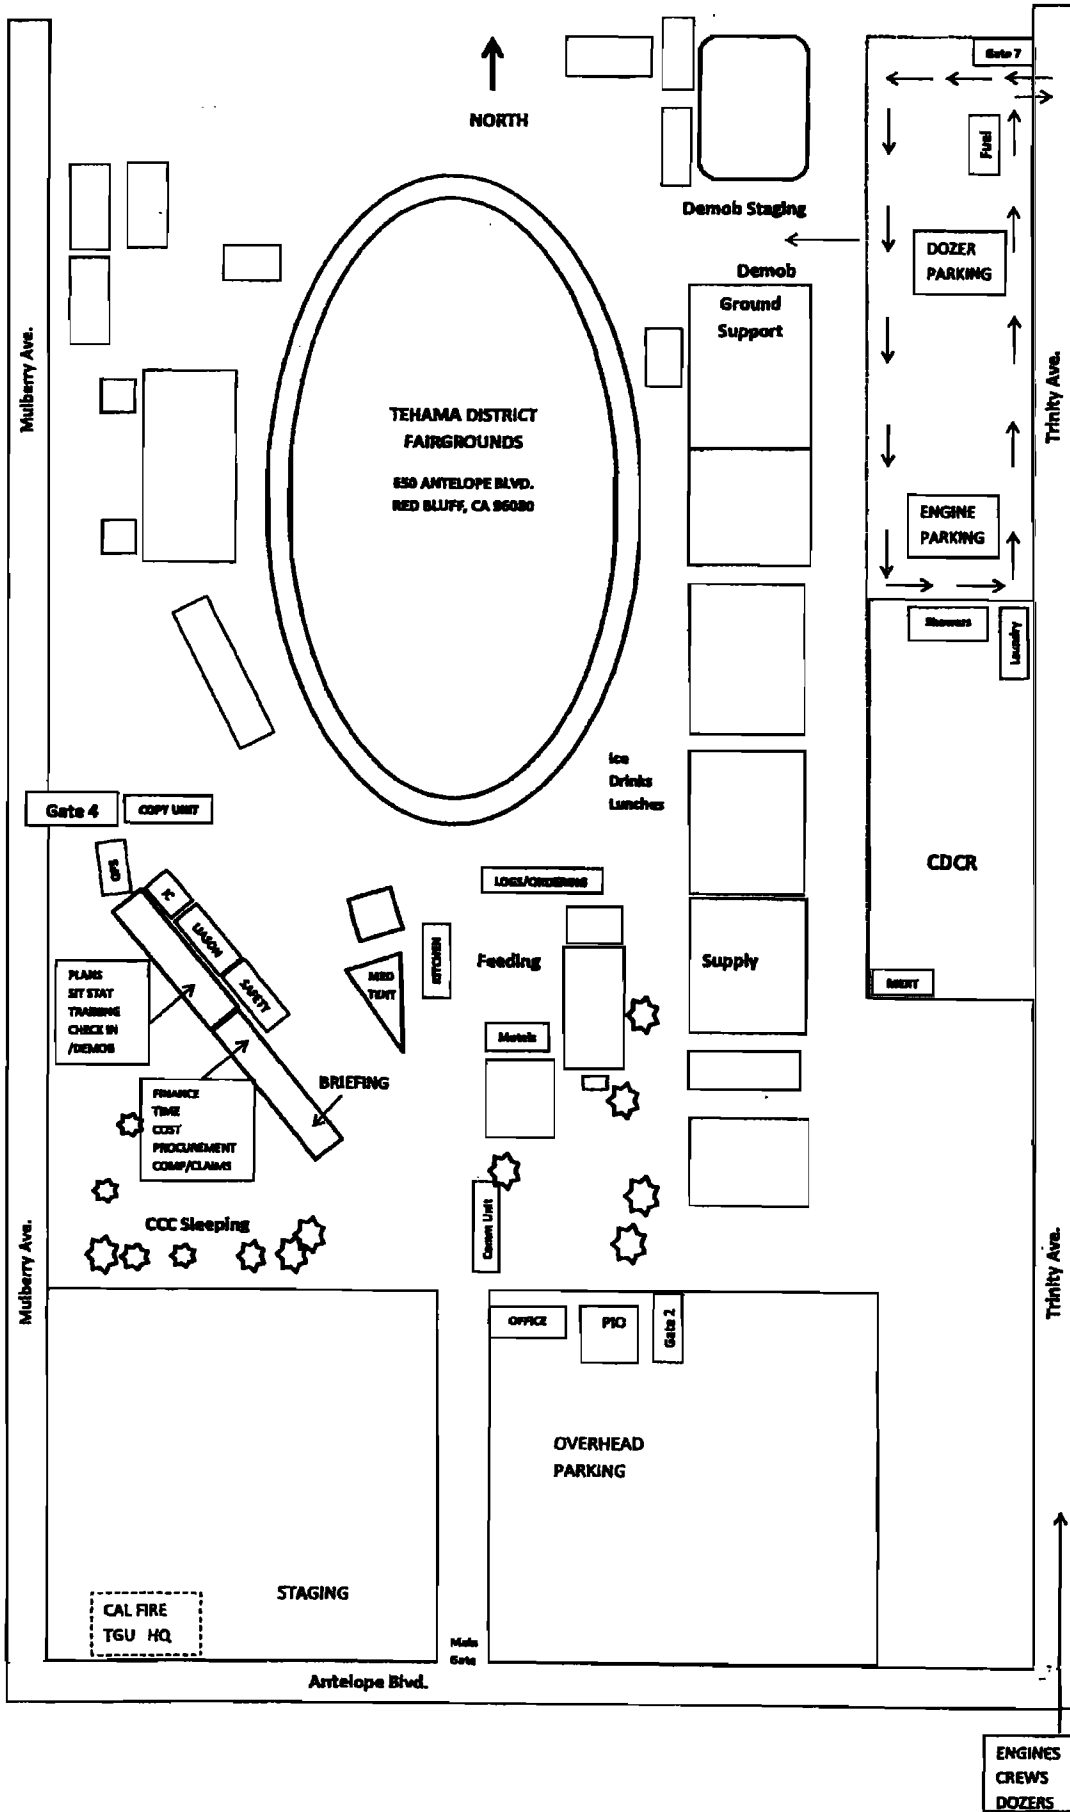 Gate 7
NORTH
Fuel
Demob Staging
DOZER
PARKING
Demob
Ground
Support
Mulberry Ave.
Trinity Ave.
TEHAMA DISTRICT
FAIRGROUNDS
650 ANTELOPE BLVD.
RED BLUFF, CA 96080
ENGINE
PARKING
Showers
Laundry
Ice
Drinks
Lunches
Gate 4
COPY UNIT
OPS
IC
LIASON
SAFETY
LOGS/ORDERING
CDCR
PLANS
SIT STAT
TRAINING
CHECK IN
/DEMOB
MED
TENT
KITCHEN
Feeding
Supply
Motels
BRIEFING
FINANCE
TIME
COST
PROCUREMENT
COMP/CLAIMS
CCC Sleeping
Comm Unit
Mulberry Ave.
Trinity Ave.
OFFICE
PIO
Gate 2
OVERHEAD
PARKING
STAGING
CAL FIRE
TGU HQ
Main
Gate
Antelope Blvd.
ENGINES
CREWS
DOZERS